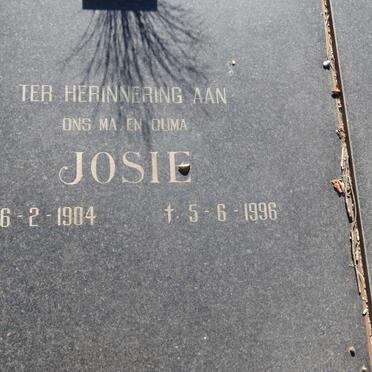 TER HERINNERING AAN
ONS MA EN OUMA
JOSIE
6-2-1904 † 5-6-1996